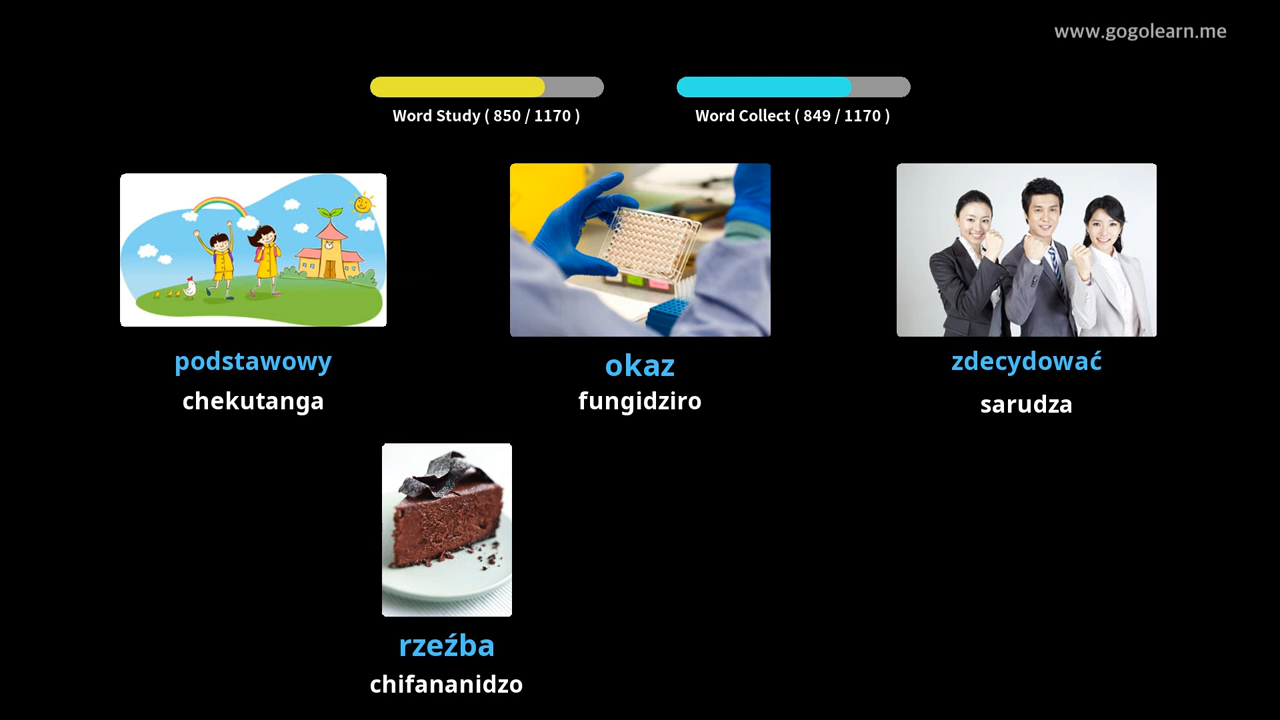 www.gogolearn.me
Word Study ( 850 / 1170 )
Word Collect ( 849 / 1170 )
podstawowy
chekutanga
okaz
fungidziro
zdecydować
sarudza
rzeźba
chifananidzo